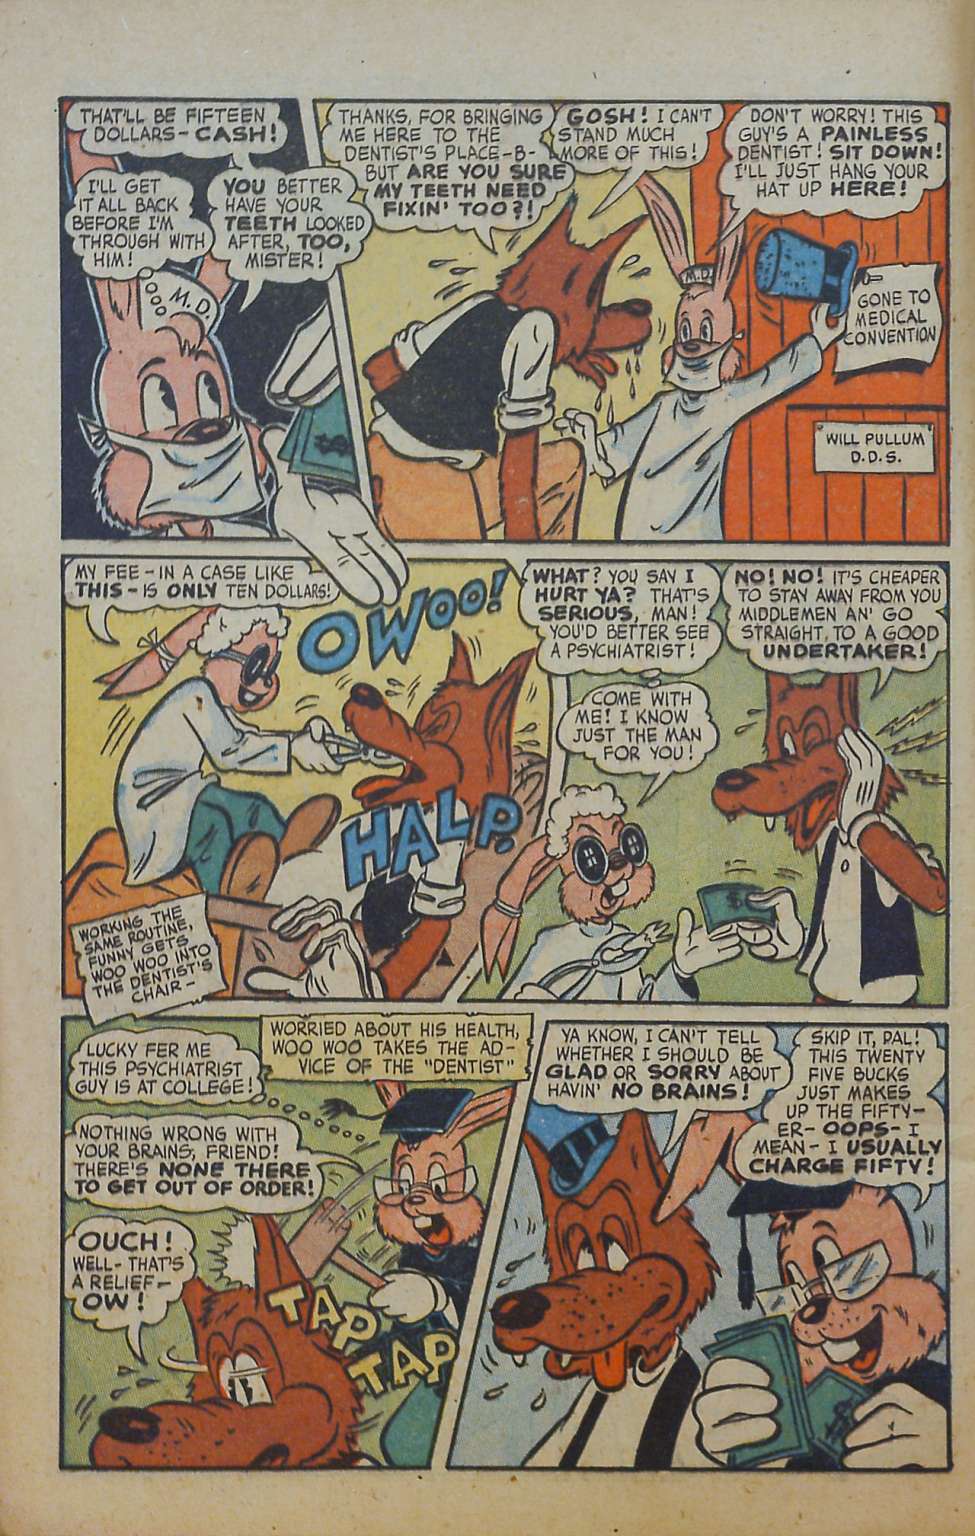 THAT'LL BE FIFTEEN
DOLLARS - CASH!
I'LL GET
IT ALL BACK
BEFORE I'M
THROUGH WITH
HIM!
YOU BETTER
HAVE YOUR
TEETH LOOKED
AFTER, TOO,
MISTER!
M.D.
THANKS, FOR BRINGING
ME HERE TO THE
DENTIST'S PLACE-B-
BUT ARE YOU SURE
MY TEETH NEED
FIXIN' TOO?!
GOSH! I CAN'T
STAND MUCH
MORE OF THIS!
DON'T WORRY! THIS
GUY'S A PAINLESS
DENTIST! SIT DOWN!
I'LL JUST HANG YOUR
HAT UP HERE!
M.D.
GONE TO
MEDICAL
CONVENTION
WILL PULLUM
D.D.S.
MY FEE - IN A CASE LIKE
THIS - IS ONLY TEN DOLLARS!
OWOO!
HALP.
WORKING THE
SAME ROUTINE,
FUNNY GETS
WOO WOO INTO
THE DENTIST'S
CHAIR -
WHAT? YOU SAY I
HURT YA? THAT'S
SERIOUS, MAN!
YOU'D BETTER SEE
A PSYCHIATRIST!
COME WITH
ME! I KNOW
JUST THE MAN
FOR YOU!
NO! NO! IT'S CHEAPER
TO STAY AWAY FROM YOU
MIDDLEMEN AN' GO
STRAIGHT, TO A GOOD
UNDERTAKER!
$
WORRIED ABOUT HIS HEALTH,
WOO WOO TAKES THE AD-
VICE OF THE "DENTIST"
LUCKY FER ME
THIS PSYCHIATRIST
GUY IS AT COLLEGE!
NOTHING WRONG WITH
YOUR BRAINS, FRIEND!
THERE'S NONE THERE
TO GET OUT OF ORDER!
OUCH!
WELL - THAT'S
A RELIEF -
OW!
TAP
TAP
YA KNOW, I CAN'T TELL
WHETHER I SHOULD BE
GLAD OR SORRY ABOUT
HAVIN' NO BRAINS!
SKIP IT, PAL!
THIS TWENTY
FIVE BUCKS
JUST MAKES
UP THE FIFTY-
ER- OOPS- I
MEAN - I USUALLY
CHARGE FIFTY!